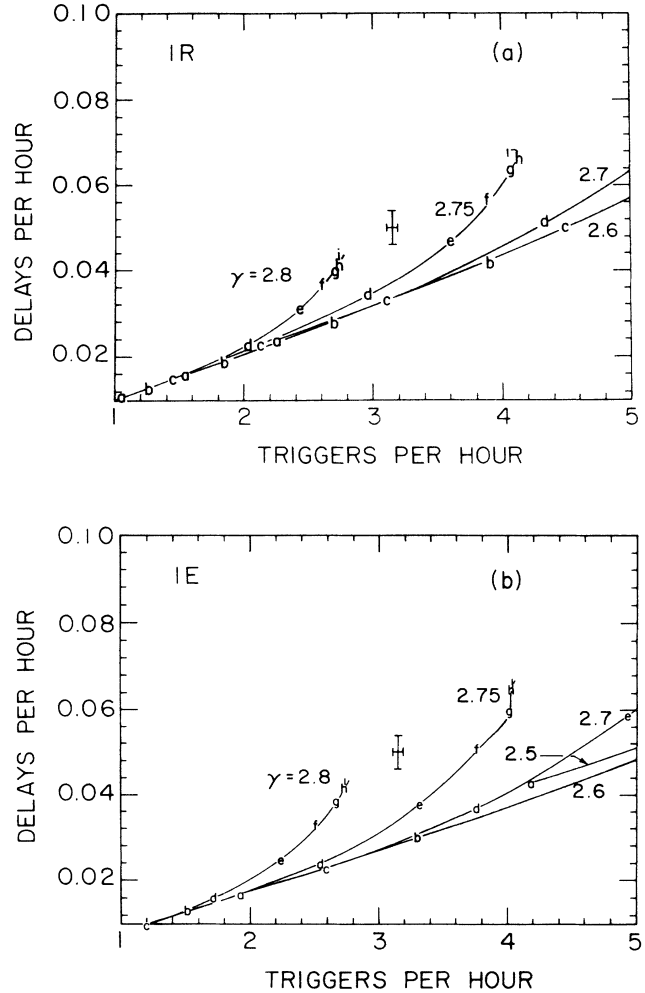 0.10
IR
(a)
0.08
0.06
0.04
0.02
2.7
2.75
2.6
γ = 2.8
a b c a b d c a b d c b d c
e f g h i
e f g h i
1 2 3 4 5
DELAYS PER HOUR
TRIGGERS PER HOUR
0.10
IE
(b)
0.08
0.06
0.04
0.02
2.75
2.7
2.5
2.6
γ = 2.8
c b d a d c b d a e
e f g h
e f g
1 2 3 4 5
DELAYS PER HOUR
TRIGGERS PER HOUR